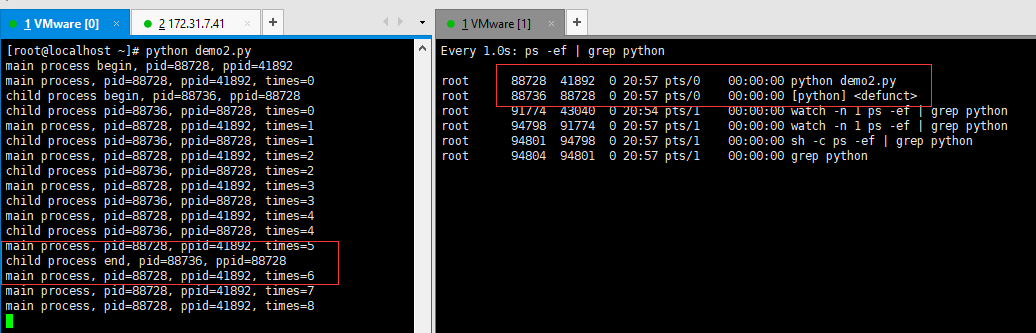 1 VMware [0]
2 172.31.7.41
[root@localhost ~]# python demo2.py
main process begin, pid=88728, ppid=41892
main process, pid=88728, ppid=41892, times=0
child process begin, pid=88736, ppid=88728
child process, pid=88736, ppid=88728, times=0
main process, pid=88728, ppid=41892, times=1
child process, pid=88736, ppid=88728, times=1
main process, pid=88728, ppid=41892, times=2
child process, pid=88736, ppid=88728, times=2
main process, pid=88728, ppid=41892, times=3
child process, pid=88736, ppid=88728, times=3
main process, pid=88728, ppid=41892, times=4
child process, pid=88736, ppid=88728, times=4
main process, pid=88728, ppid=41892, times=5
child process end, pid=88736, ppid=88728
main process, pid=88728, ppid=41892, times=6
main process, pid=88728, ppid=41892, times=7
main process, pid=88728, ppid=41892, times=8
1 VMware [1]
Every 1.0s: ps -ef | grep python
root 88728 41892 0 20:57 pts/0 00:00:00 python demo2.py
root 88736 88728 0 20:57 pts/0 00:00:00 [python] <defunct>
root 91774 43040 0 20:54 pts/1 00:00:00 watch -n 1 ps -ef | grep python
root 94798 91774 0 20:57 pts/1 00:00:00 watch -n 1 ps -ef | grep python
root 94801 94798 0 20:57 pts/1 00:00:00 sh -c ps -ef | grep python
root 94804 94801 0 20:57 pts/1 00:00:00 grep python